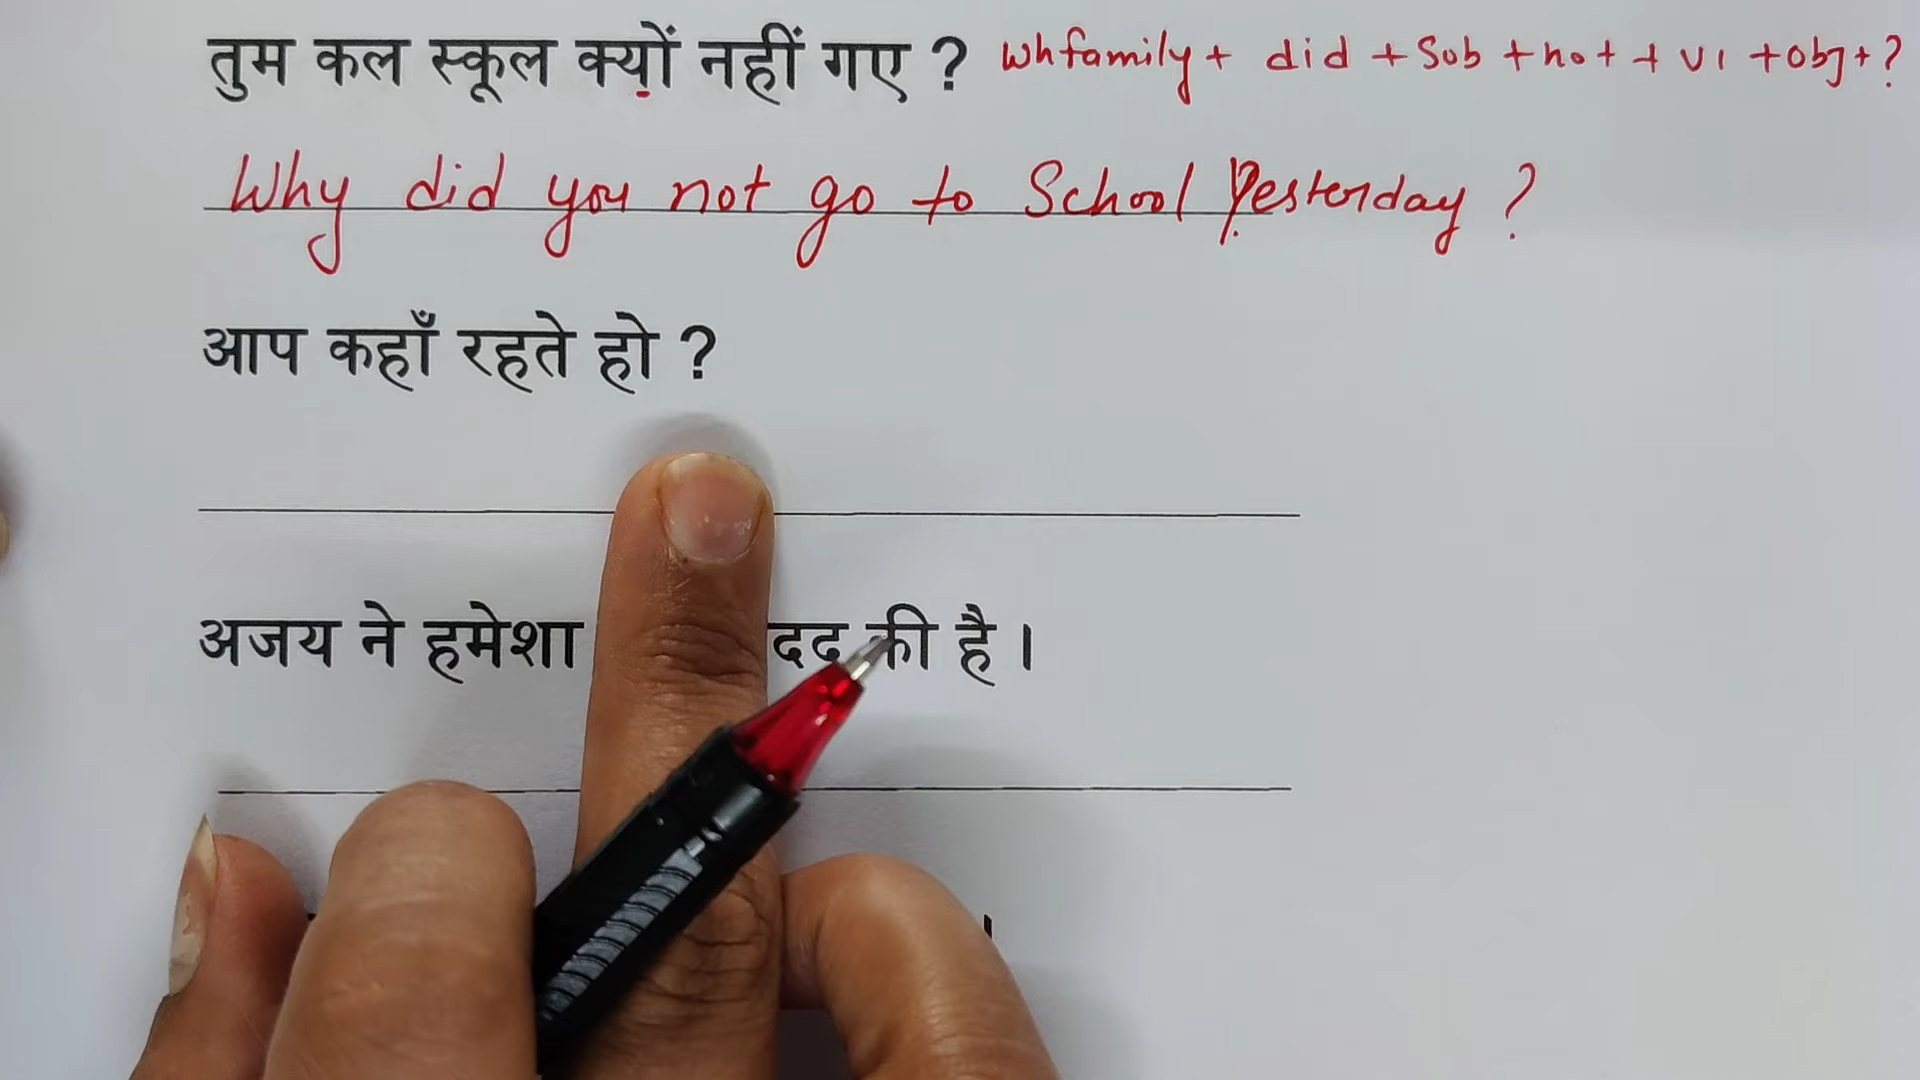 तुम कल स्कूल क्यों नहीं गए ? whfamily + did + Sub + not + v1 + obj + ?
Why did you not go to School Yesterday ?
आप कहाँ रहते हो ?
अजय ने हमेशा की है ।